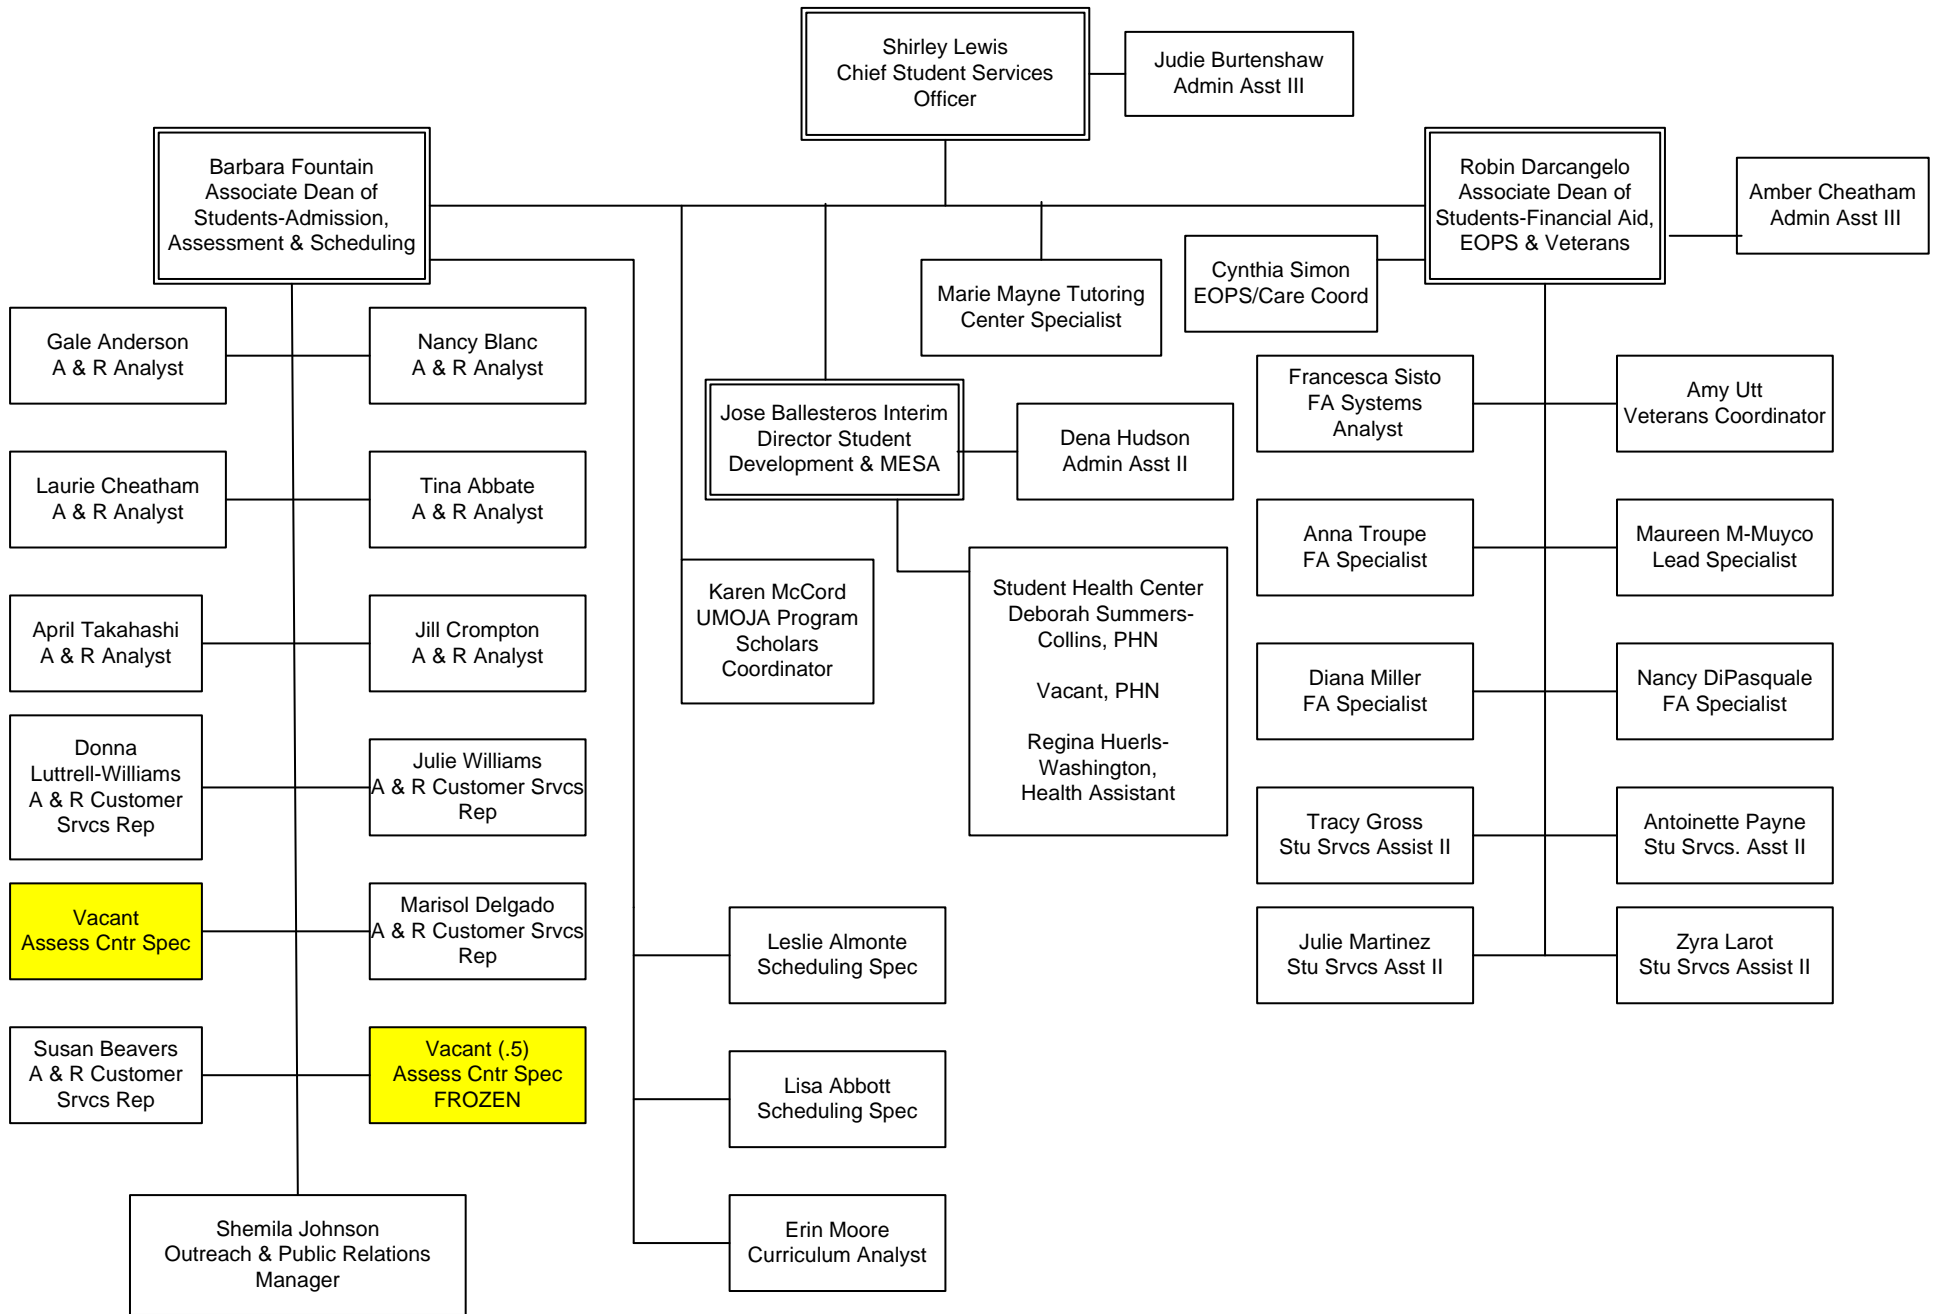 Shirley Lewis
Chief Student Services
Officer
Judie Burtenshaw
Admin Asst III
Barbara Fountain
Associate Dean of
Students-Admission,
Assessment & Scheduling
Robin Darcangelo
Associate Dean of
Students-Financial Aid,
EOPS & Veterans
Amber Cheatham
Admin Asst III
Cynthia Simon
EOPS/Care Coord
Marie Mayne Tutoring
Center Specialist
Gale Anderson
A & R Analyst
Nancy Blanc
A & R Analyst
Jose Ballesteros Interim
Director Student
Development & MESA
Dena Hudson
Admin Asst II
Francesca Sisto
FA Systems
Analyst
Amy Utt
Veterans Coordinator
Laurie Cheatham
A & R Analyst
Tina Abbate
A & R Analyst
Anna Troupe
FA Specialist
Maureen M-Muyco
Lead Specialist
Karen McCord
UMOJA Program
Scholars
Coordinator
Student Health Center
Deborah Summers-
Collins, PHN
Vacant, PHN
Regina Huerls-
Washington,
Health Assistant
April Takahashi
A & R Analyst
Jill Crompton
A & R Analyst
Diana Miller
FA Specialist
Nancy DiPasquale
FA Specialist
Donna
Luttrell-Williams
A & R Customer
Srvcs Rep
Julie Williams
A & R Customer Srvcs
Rep
Tracy Gross
Stu Srvcs Assist II
Antoinette Payne
Stu Srvcs. Asst II
Vacant
Assess Cntr Spec
Marisol Delgado
A & R Customer Srvcs
Rep
Leslie Almonte
Scheduling Spec
Julie Martinez
Stu Srvcs Asst II
Zyra Larot
Stu Srvcs Assist II
Susan Beavers
A & R Customer
Srvcs Rep
Vacant (.5)
Assess Cntr Spec
FROZEN
Lisa Abbott
Scheduling Spec
Shemila Johnson
Outreach & Public Relations
Manager
Erin Moore
Curriculum Analyst